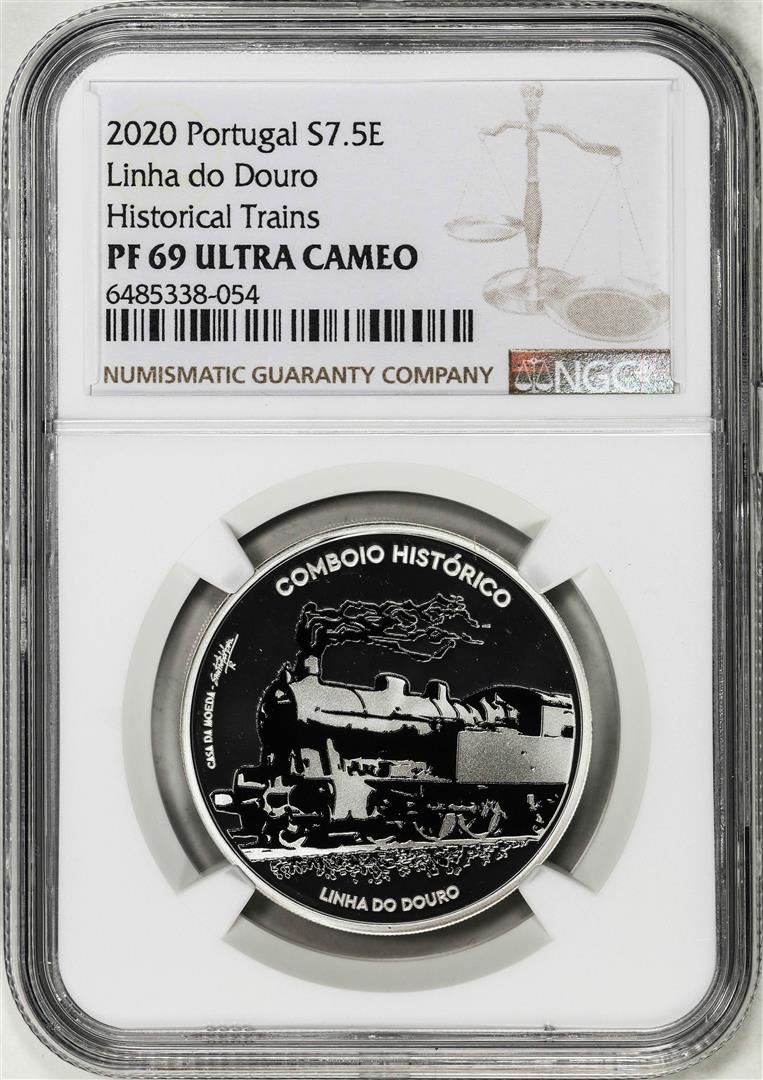 2020 Portugal S7.5E
Linha do Douro
Historical Trains
PF 69 ULTRA CAMEO
6485338-054
NUMISMATIC GUARANTY COMPANY
NGC
COMBOIO HISTÓRICO
CASA DA MOEDA -
LINHA DO DOURO